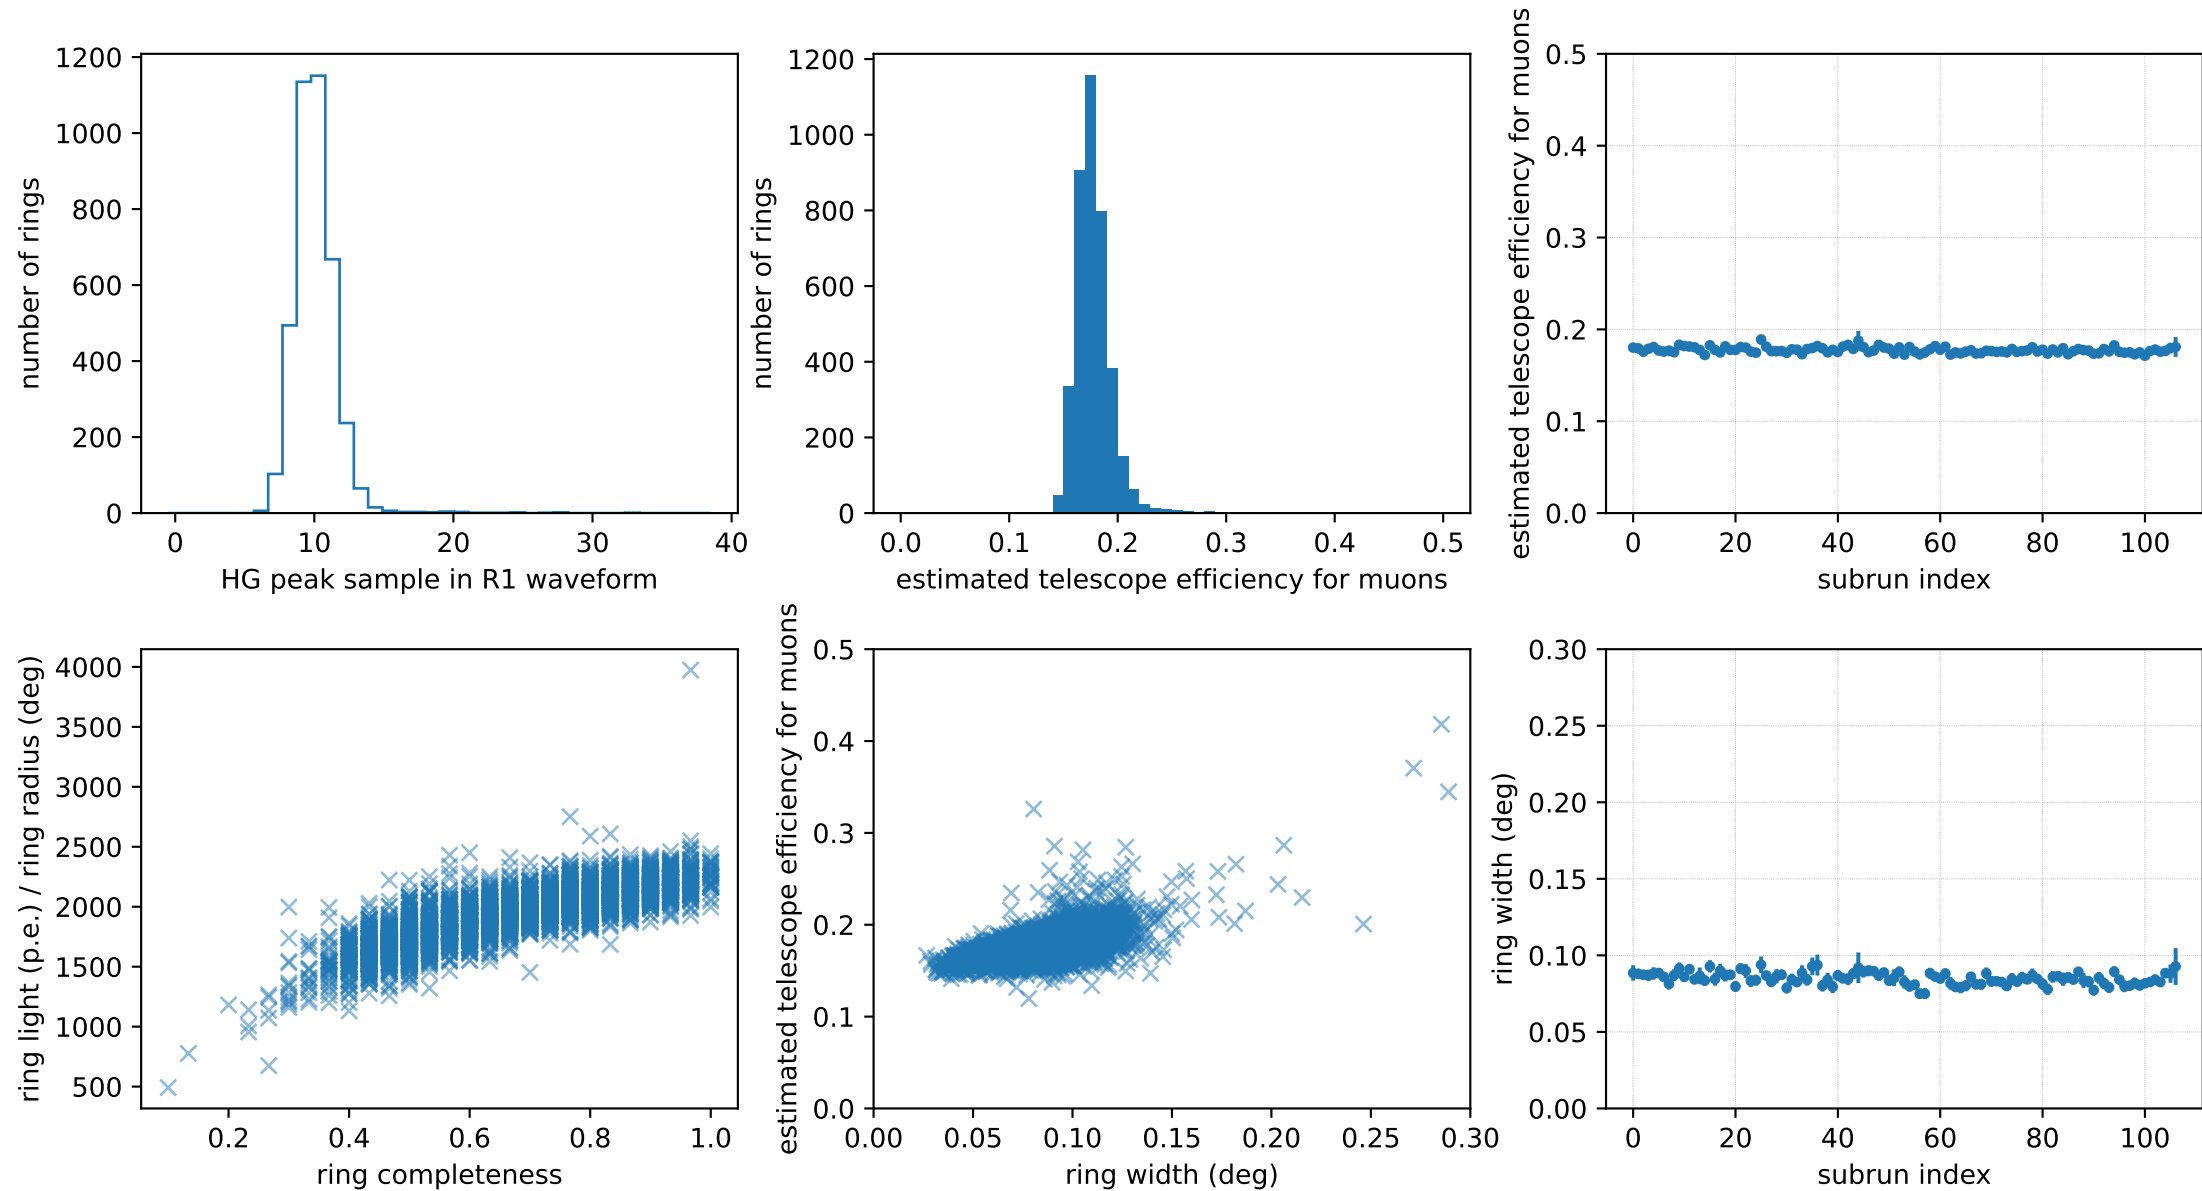 1200
1000
800
600
400
200
0
number of rings
0 10 20 30 40
HG peak sample in R1 waveform
1200
1000
800
600
400
200
0
number of rings
0.0 0.1 0.2 0.3 0.4 0.5
estimated telescope efficiency for muons
0.5
0.4
0.3
0.2
0.1
0.0
estimated telescope efficiency for muons
0 20 40 60 80 100
subrun index
4000
3500
3000
2500
2000
1500
1000
500
ring light (p.e.) / ring radius (deg)
0.2 0.4 0.6 0.8 1.0
ring completeness
0.5
0.4
0.3
0.2
0.1
0.0
estimated telescope efficiency for muons
0.00 0.05 0.10 0.15 0.20 0.25 0.30
ring width (deg)
0.30
0.25
0.20
0.15
0.10
0.05
0.00
ring width (deg)
0 20 40 60 80 100
subrun index